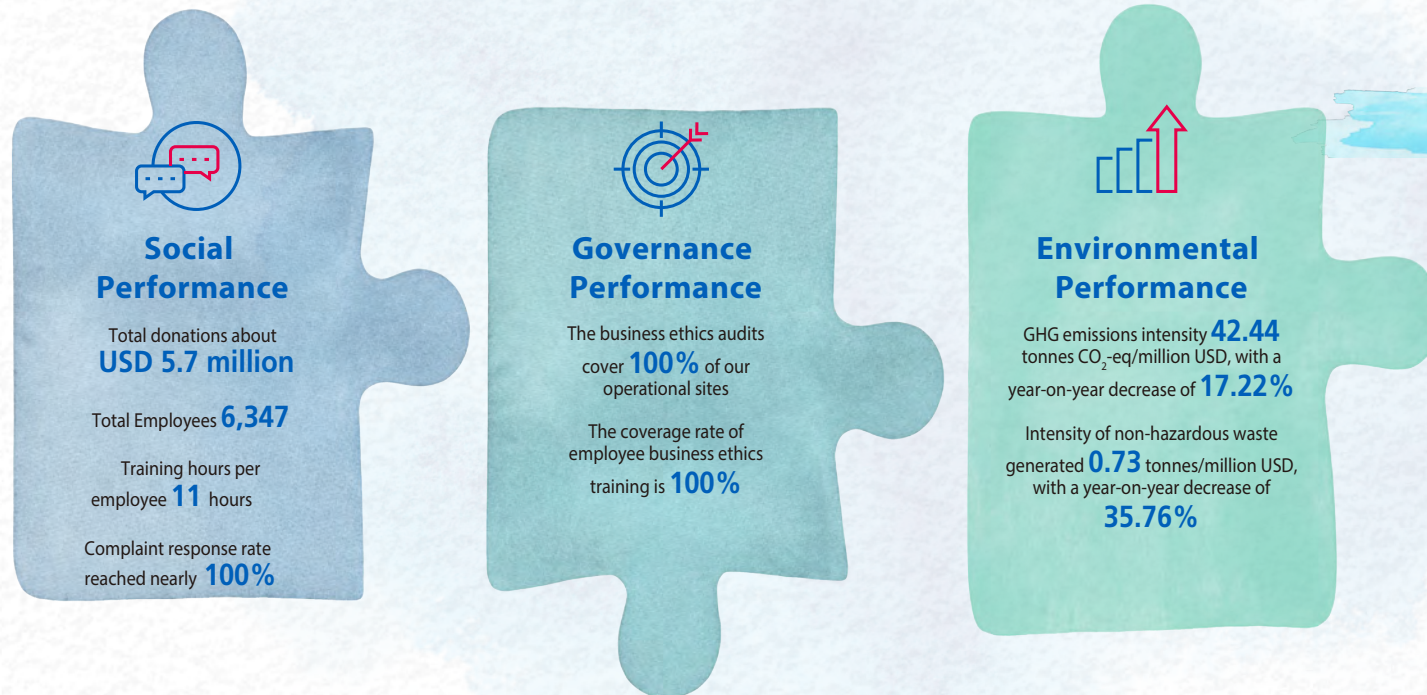 Social
Performance
Total donations about
USD 5.7 million
Total Employees 6,347
Training hours per
employee 11 hours
Complaint response rate
reached nearly 100%
Governance
Performance
The business ethics audits
cover 100% of our
operational sites
The coverage rate of
employee business ethics
training is 100%
Environmental
Performance
GHG emissions intensity 42.44
tonnes CO₂-eq/million USD, with a
year-on-year decrease of 17.22%
Intensity of non-hazardous waste
generated 0.73 tonnes/million USD,
with a year-on-year decrease of
35.76%